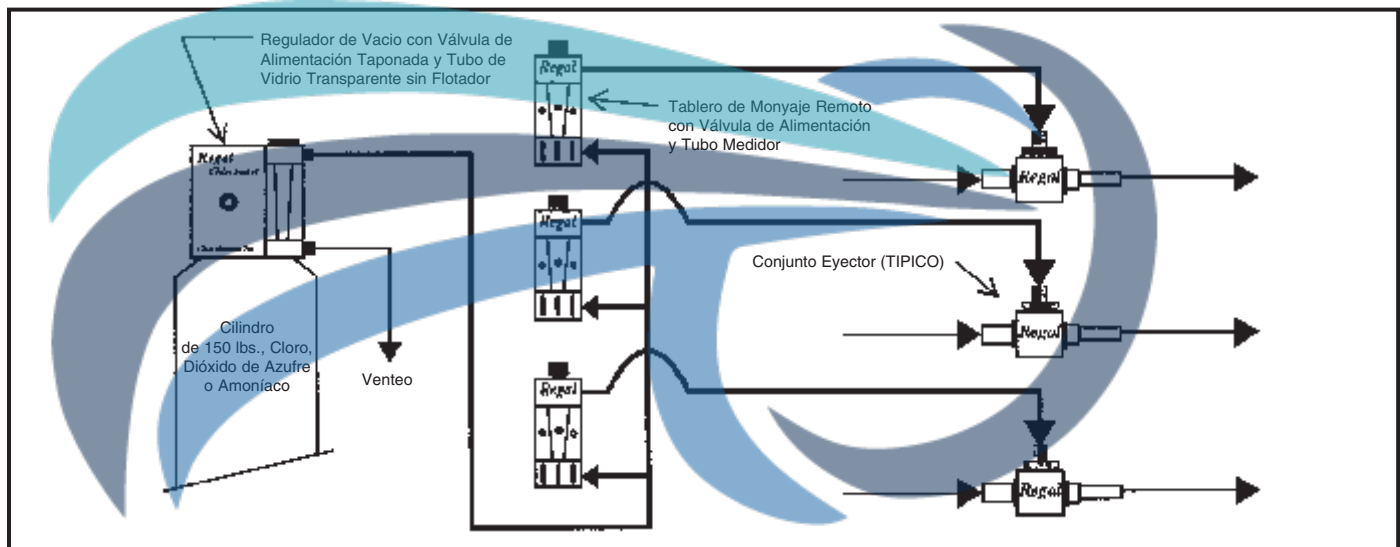 Regulador de Vacio con Válvula de
Alimentación Taponada y Tubo de
Vidrio Transparente sin Flotador
Regal
Tablero de Monyaje Remoto
con Válvula de Alimentación
y Tubo Medidor
Regal
Regal
Regal
Conjunto Eyector (TIPICO)
Regal
Cilindro
de 150 lbs., Cloro,
Dióxido de Azufre
o Amoníaco
Venteo
Regal
Regal
Regal